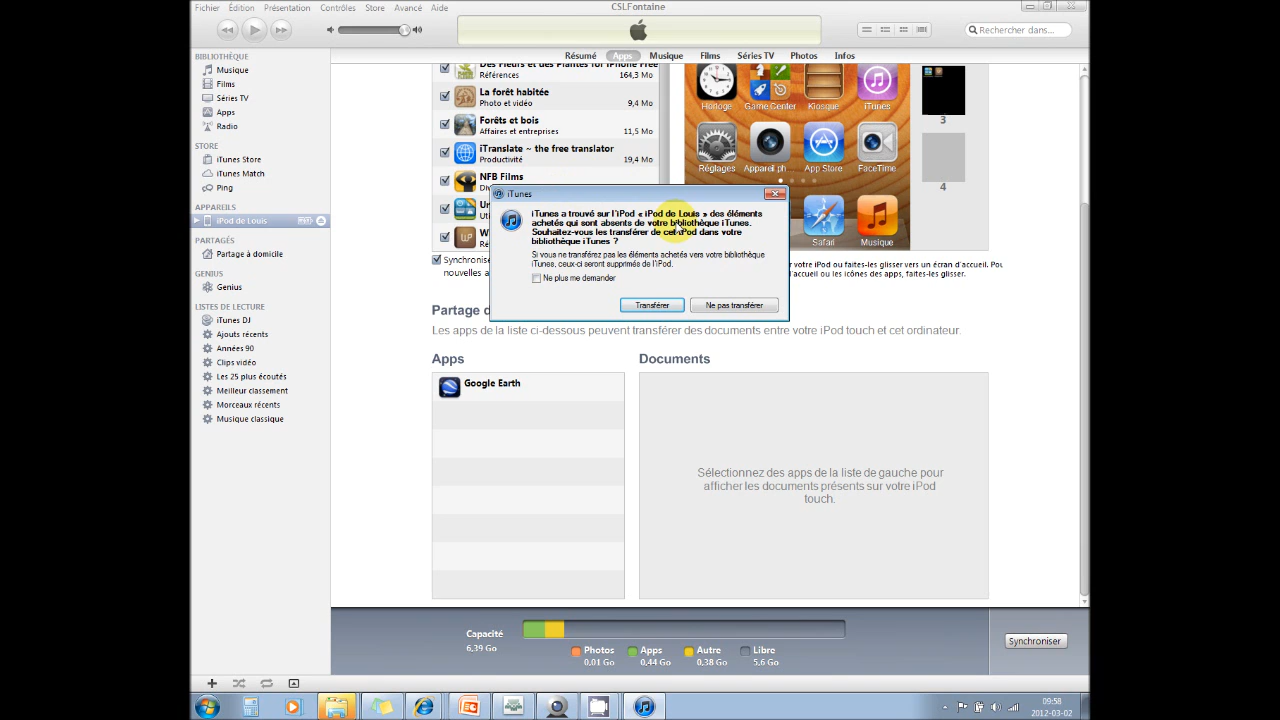 CSLFontaine
Fichier Édition Présentation Contrôles Store Avancé Aide
Rechercher dans...
Résumé Apps Musique Films Séries TV Photos Infos
BIBLIOTHÈQUE
Musique
Films
Séries TV
Apps
Radio
STORE
iTunes Store
iTunes Match
Ping
APPAREILS
iPod de Louis
PARTAGÉS
Partage à domicile
GENIUS
Genius
LISTES DE LECTURE
iTunes DJ
Ajouts récents
Années 90
Clips vidéo
Les 25 plus écoutés
Meilleur classement
Morceaux récents
Musique classique
Des Fleurs et des Plantes for iPhone Free
Références 164,3 Mo
La forêt habitée
Photo et vidéo 9,4 Mo
Forêts et bois
Affaires et entreprises 11,5 Mo
iTranslate ~ the free translator
Productivité 19,4 Mo
NFB Films
Horloge Game Center Kiosque iTunes
Réglages Appareil ph App Store FaceTime
Safari Musique
3
4
iTunes
iTunes a trouvé sur l'iPod « iPod de Louis » des éléments
achetés qui sont absents de votre bibliothèque iTunes.
Souhaitez-vous les transférer de cet iPod dans votre
bibliothèque iTunes ?
Si vous ne transférez pas les éléments achetés vers votre bibliothèque
iTunes, ceux-ci seront supprimés de l'iPod.
Ne plus me demander
Transférer Ne pas transférer
Synchroniser
nouvelles a
votre iPod ou faites-les glisser vers un écran d'accueil. Pou
d'accueil ou les icônes des apps, faites-les glisser.
Partage d
Les apps de la liste ci-dessous peuvent transférer des documents entre votre iPod touch et cet ordinateur.
Apps Documents
Google Earth
Sélectionnez des apps de la liste de gauche pour
afficher les documents présents sur votre iPod
touch.
Capacité
6,39 Go
Photos Apps Autre Libre
0,01 Go 0,44 Go 0,38 Go 5,6 Go
Synchroniser
09:58
2012-03-02